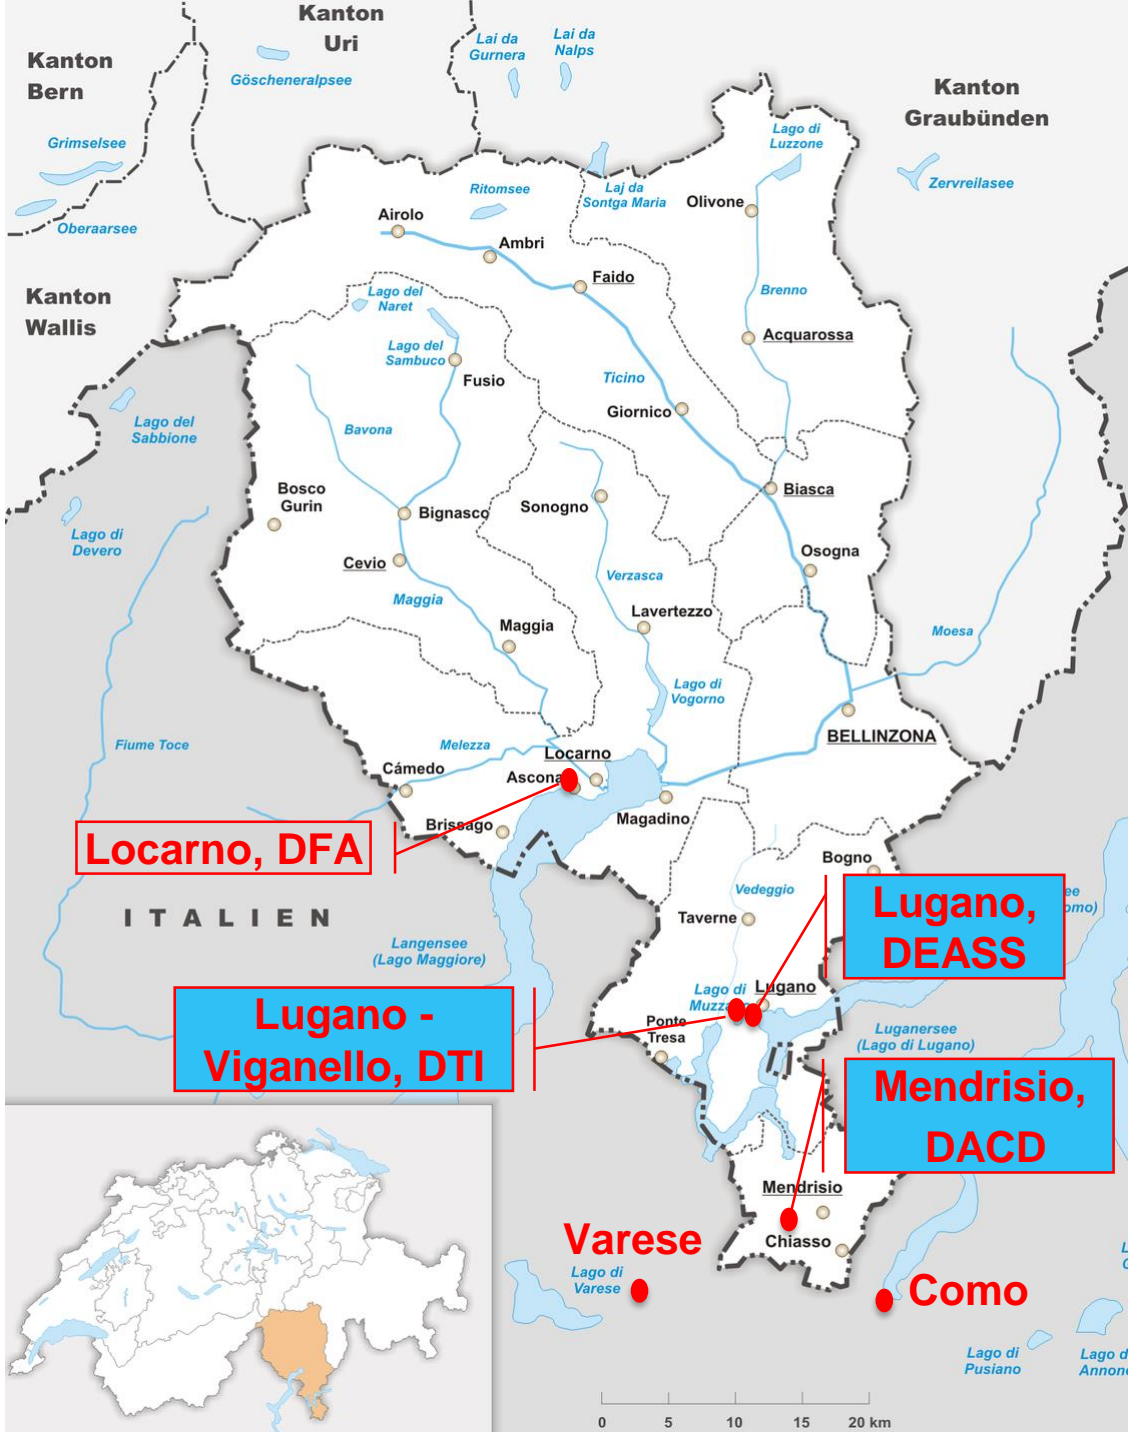 Kanton
Uri
Kanton
Bern
Göscheneralpsee
Lai da
Gurnera
Lai da
Nalps
Kanton
Graubünden
Grimselsee
Oberaarsee
Lago di
Luzzone
Zervreilasee
Ritomsee
Laj da
Sontga Maria
Olivone
Airolo
Ambri
Faido
Brenno
Kanton
Wallis
Lago del
Naret
Lago del
Sambuco
Fusio
Acquarossa
Ticino
Giornico
Lago del
Sabbione
Bavona
Bosco
Gurin
Bignasco
Sonogno
Biasca
Lago di
Devero
Cevio
Osogna
Verzasca
Maggia
Lavertezzo
Maggia
Moesa
Lago di
Vogorno
Fiume Toce
Melezza
Locarno
BELLINZONA
Cámedo
Ascona
Magadino
Brissago
Locarno, DFA
Bogno
Vedeggio
Lugano,
DEASS
ee
omo)
ITALIEN
Taverne
Langensee
(Lago Maggiore)
Lago di
Lugano
Lugano -
Viganello, DTI
Ponte
Tresa
Luganersee
(Lago di Lugano)
Mendrisio,
DACD
Mendrisio
Chiasso
Varese
Lago di
Varese
Como
Lago di
Pusiano
Lago d
Annon
0 5 10 15 20 km